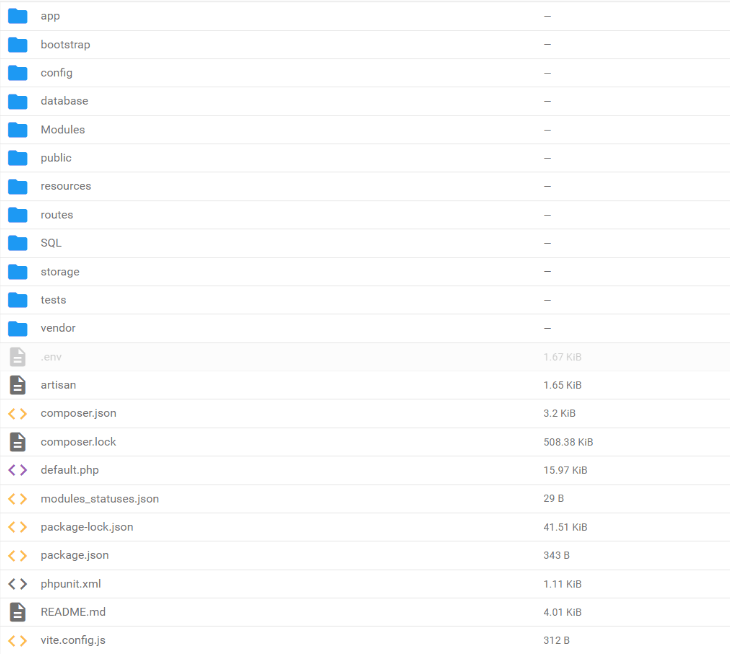 app –
bootstrap –
config –
database –
Modules –
public –
resources –
routes –
SQL –
storage –
tests –
vendor –
.env 1.67 KiB
artisan 1.65 KiB
composer.json 3.2 KiB
composer.lock 508.38 KiB
default.php 15.97 KiB
modules_statuses.json 29 B
package-lock.json 41.51 KiB
package.json 343 B
phpunit.xml 1.11 KiB
README.md 4.01 KiB
vite.config.js 312 B